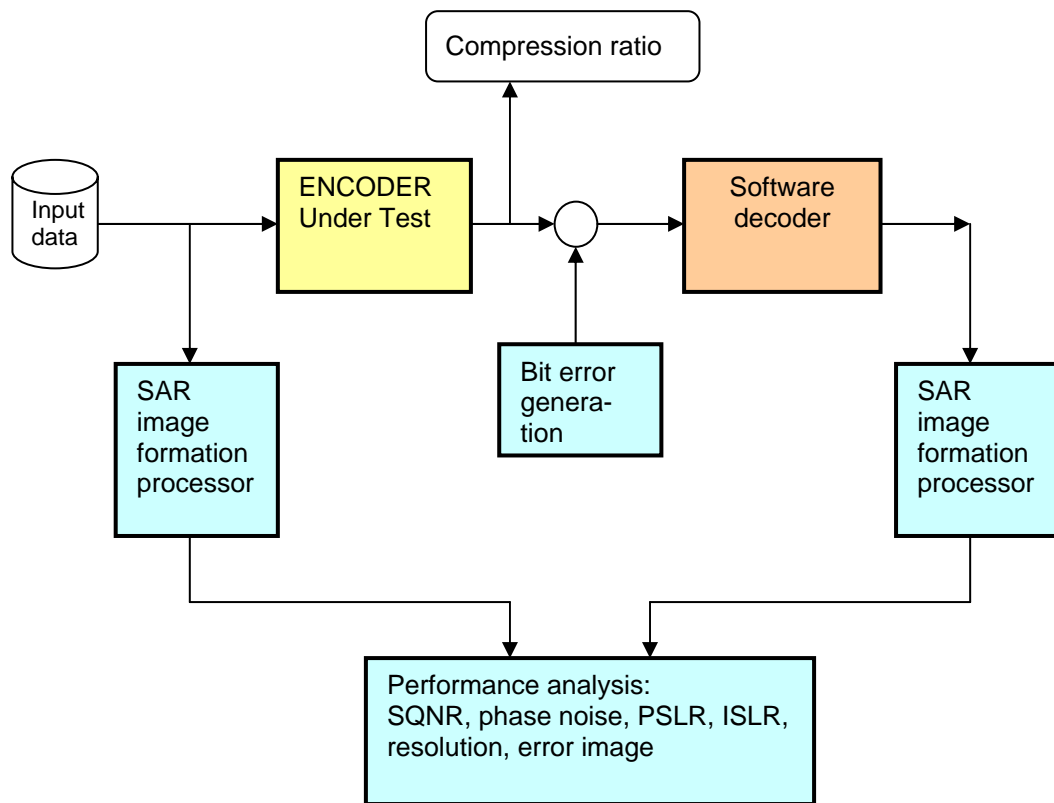 Compression ratio
Input
data
ENCODER
Under Test
Software
decoder
SAR
image
formation
processor
Bit error
genera-
tion
SAR
image
formation
processor
Performance analysis:
SQNR, phase noise, PSLR, ISLR,
resolution, error image